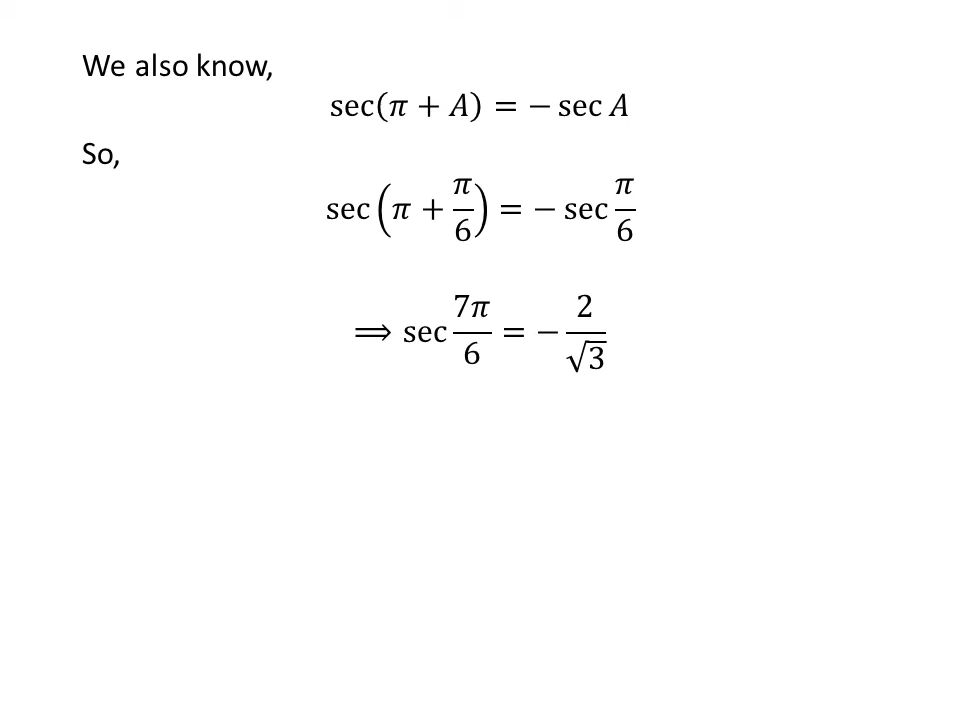 We also know,
sec(π + A) = − sec A
So,
sec(π + π/6) = − sec π/6
⟹ sec 7π/6 = − 2/√3